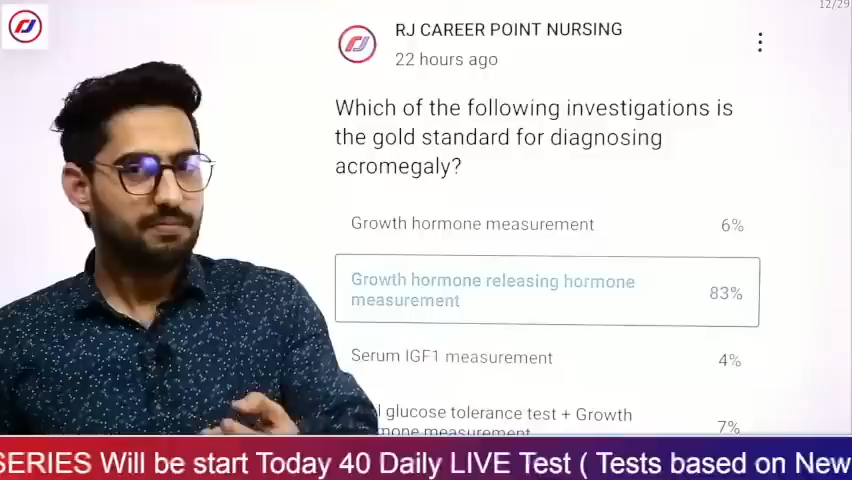 12/29
RJ CAREER POINT NURSING
22 hours ago
Which of the following investigations is
the gold standard for diagnosing
acromegaly?
Growth hormone measurement 6%
Growth hormone releasing hormone
measurement 83%
Serum IGF1 measurement 4%
glucose tolerance test + Growth
measurement 7%
SERIES Will be start Today 40 Daily LIVE Test ( Tests based on New